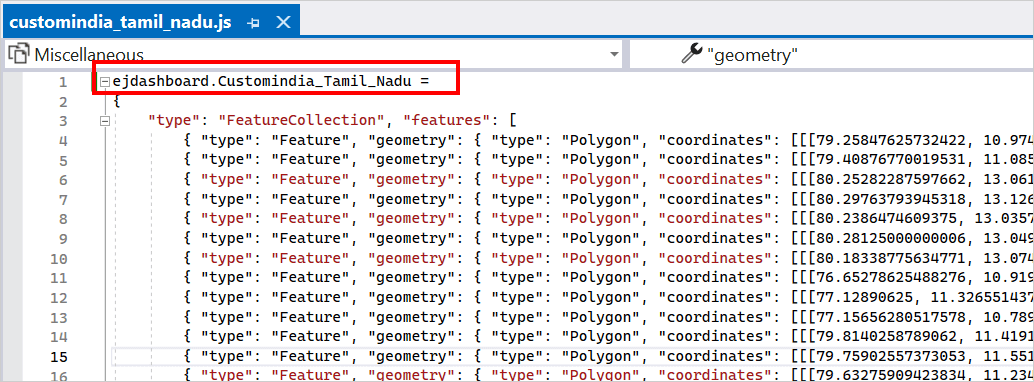 customindia_tamil_nadu.js
Miscellaneous "geometry"
1 ejdashboard.Customindia_Tamil_Nadu =
2 {
3 "type": "FeatureCollection", "features": [
4 { "type": "Feature", "geometry": { "type": "Polygon", "coordinates": [[[79.25847625732422, 10.974
5 { "type": "Feature", "geometry": { "type": "Polygon", "coordinates": [[[79.40876770019531, 11.085
6 { "type": "Feature", "geometry": { "type": "Polygon", "coordinates": [[[80.25282287597662, 13.061
7 { "type": "Feature", "geometry": { "type": "Polygon", "coordinates": [[[80.29763793945318, 13.126
8 { "type": "Feature", "geometry": { "type": "Polygon", "coordinates": [[[80.2386474609375, 13.0357
9 { "type": "Feature", "geometry": { "type": "Polygon", "coordinates": [[[80.28125000000006, 13.049
10 { "type": "Feature", "geometry": { "type": "Polygon", "coordinates": [[[80.18338775634771, 13.074
11 { "type": "Feature", "geometry": { "type": "Polygon", "coordinates": [[[76.65278625488276, 10.919
12 { "type": "Feature", "geometry": { "type": "Polygon", "coordinates": [[[77.12890625, 11.326551437
13 { "type": "Feature", "geometry": { "type": "Polygon", "coordinates": [[[77.15656280517578, 10.789
14 { "type": "Feature", "geometry": { "type": "Polygon", "coordinates": [[[79.8140258789062, 11.4191
15 { "type": "Feature", "geometry": { "type": "Polygon", "coordinates": [[[79.75902557373053, 11.551
16 { "type": "Feature", "geometry": { "type": "Polygon", "coordinates": [[[79.63275909423834, 11.234